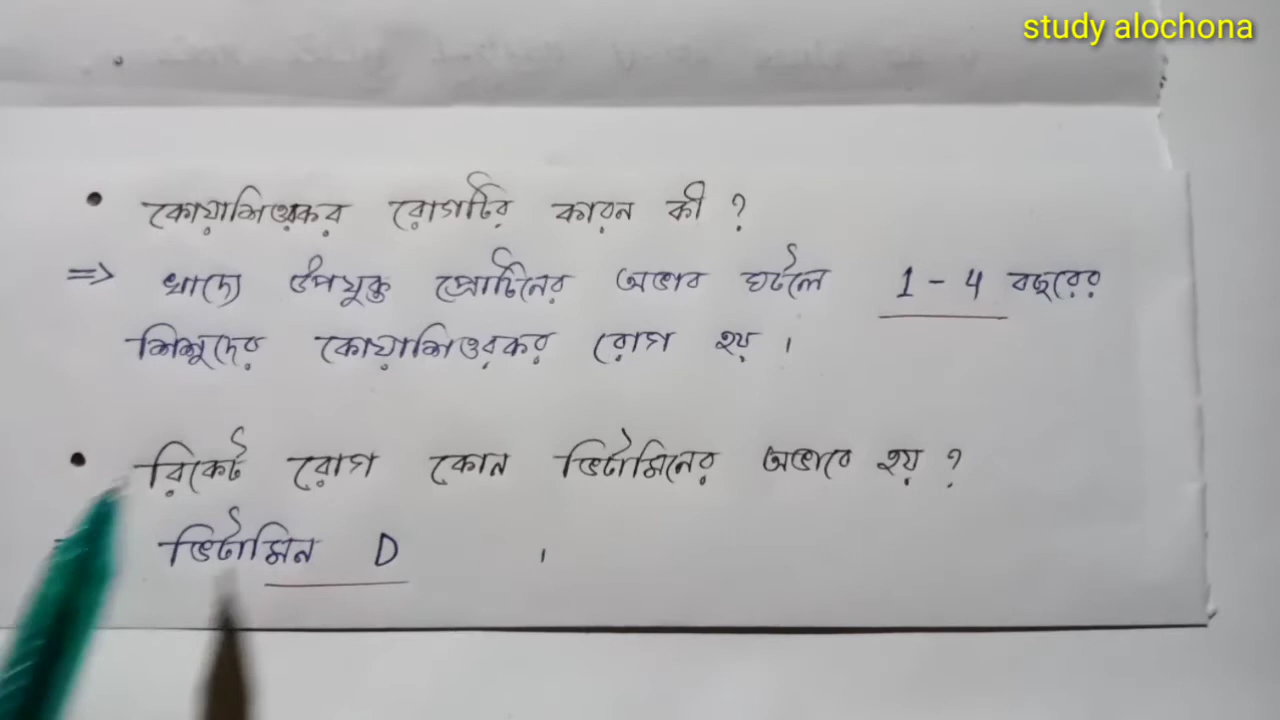 study alochona
• কোয়াশিওরকর রোগটির কারন কী ?
=> খাদ্যে উপযুক্ত প্রোটিনের অভাব ঘটলে 1 - 4 বছরের
শিশুদের কোয়াশিওরকর রোগ হয় ।
• রিকেট রোগ কোন ভিটামিনের অভাবে হয় ?
ভিটামিন D ।